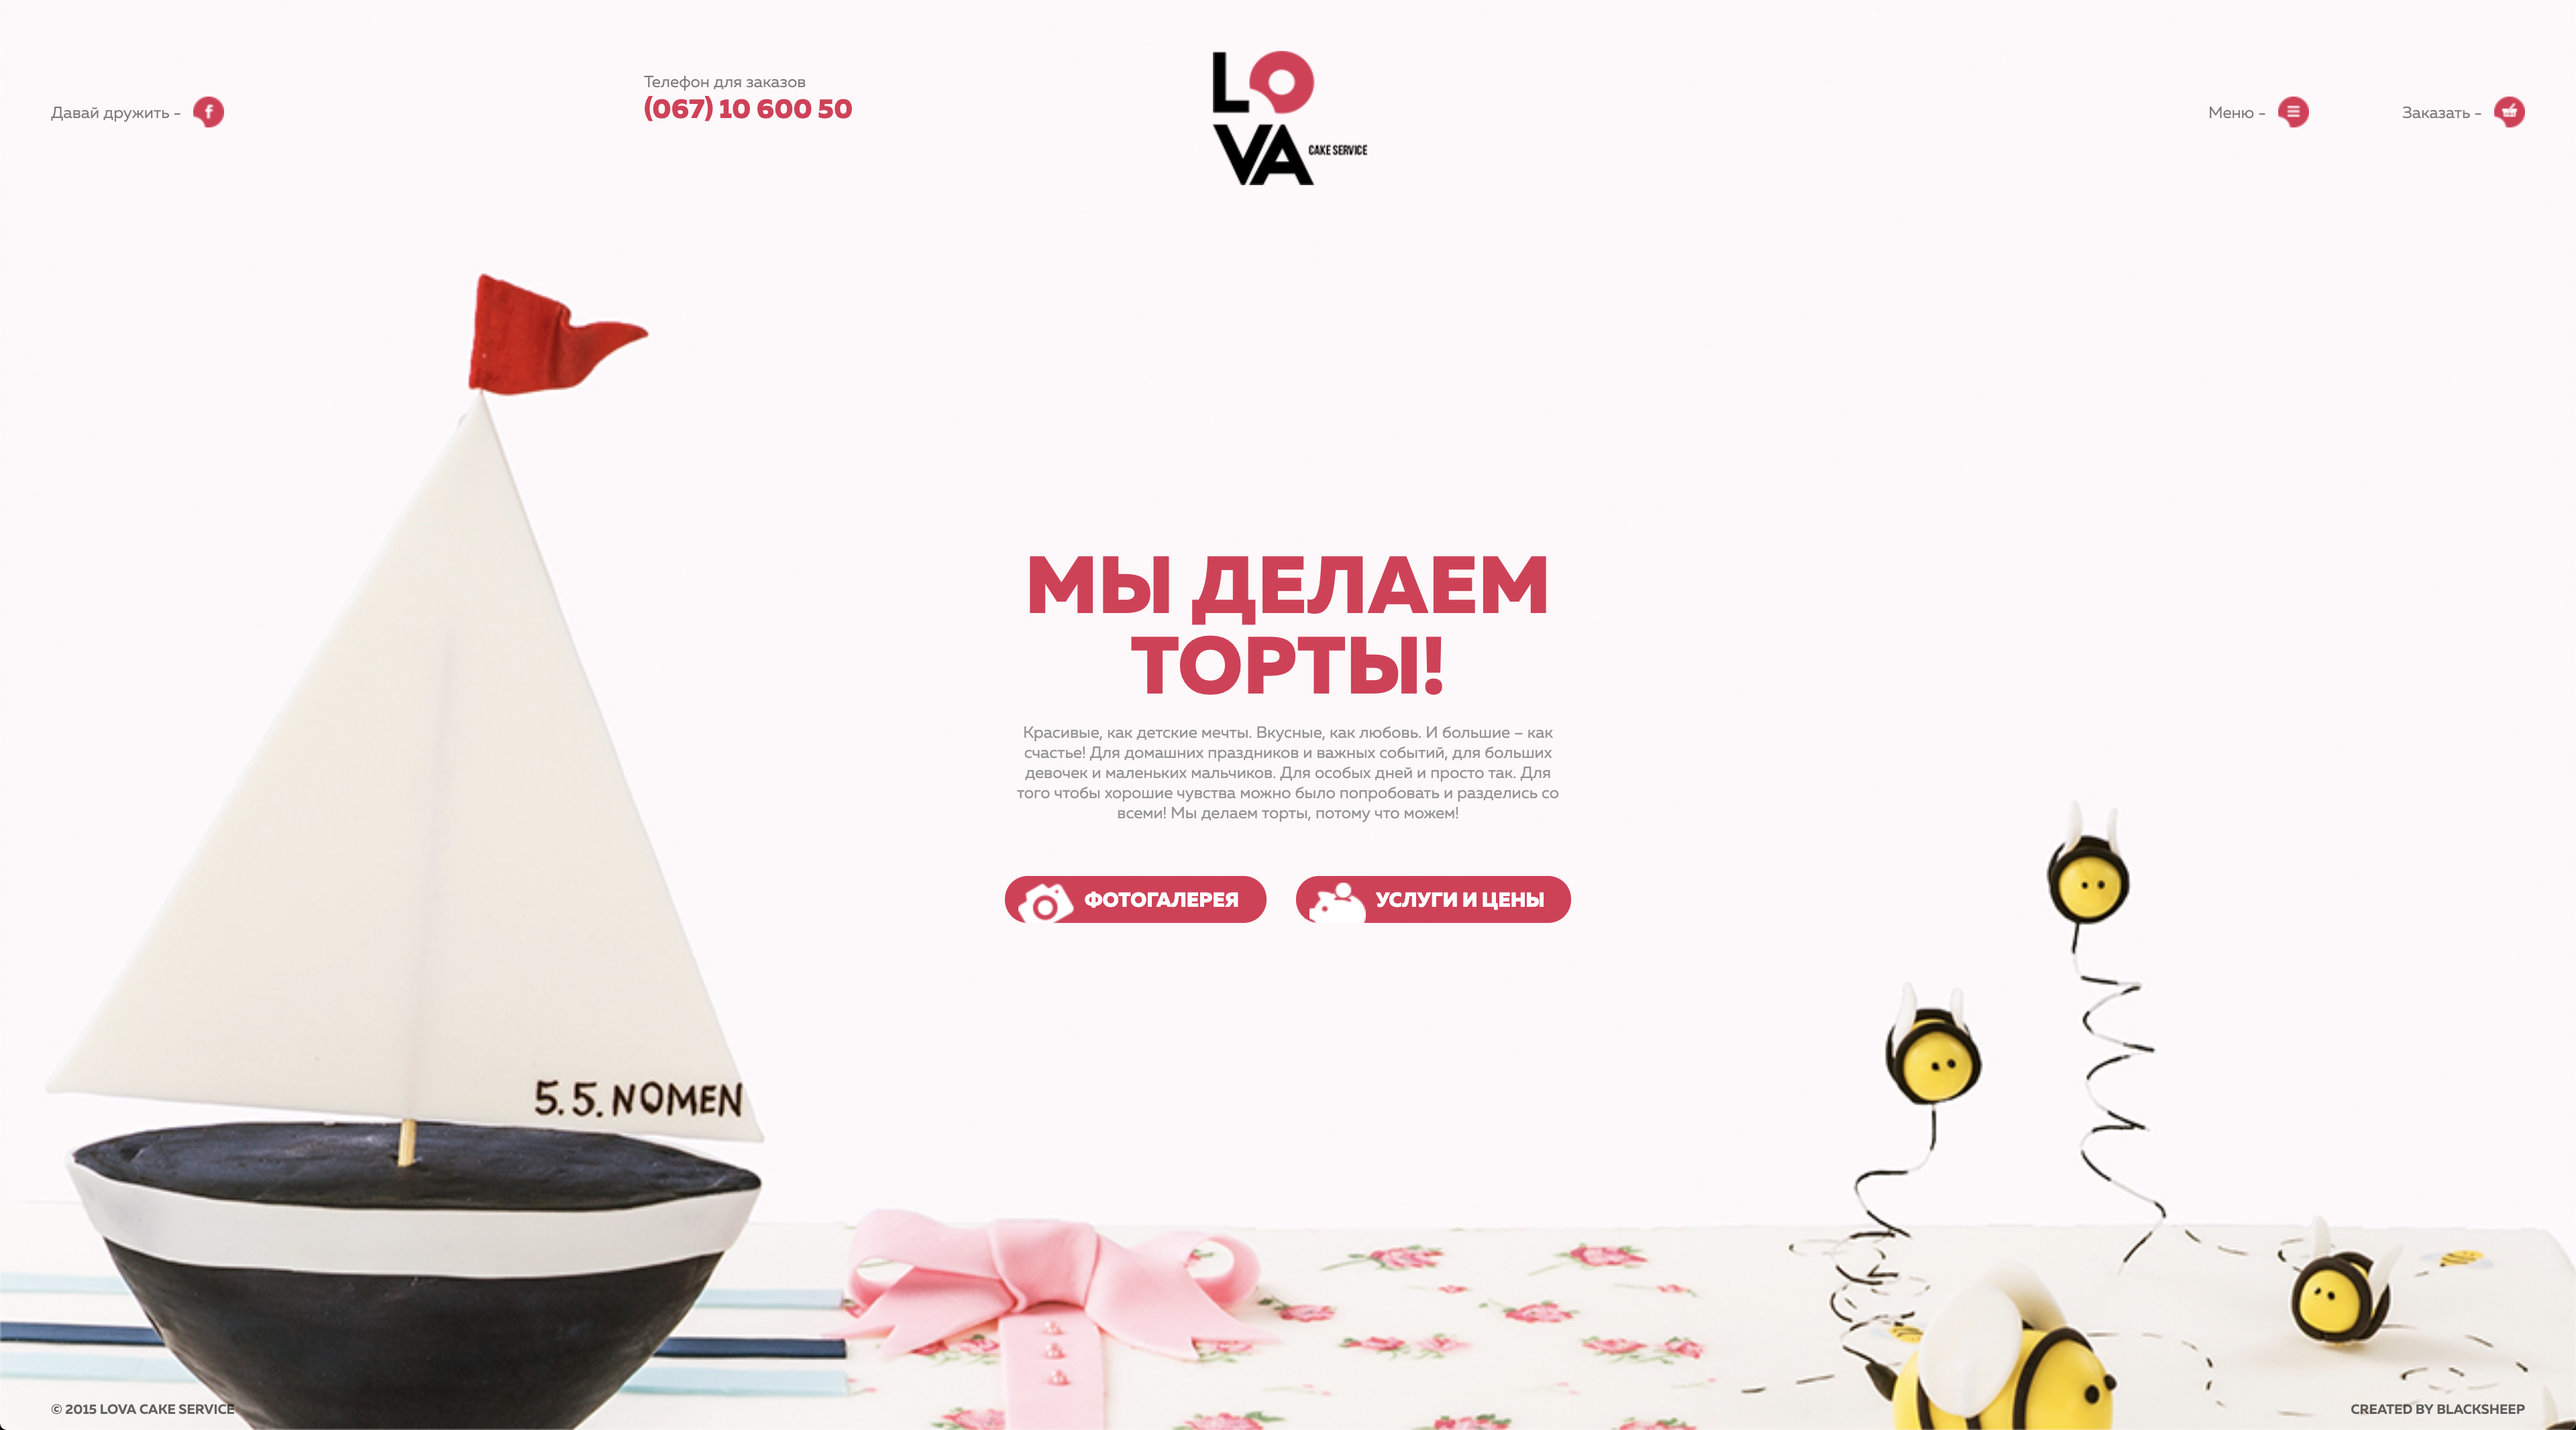 Давай дружить -
Телефон для заказов
(067) 10 600 50
LO
VA
CAKE SERVICE
Меню -
Заказать -
МЫ ДЕЛАЕМ
ТОРТЫ!
Красивые, как детские мечты. Вкусные, как любовь. И большие – как
счастье! Для домашних праздников и важных событий, для больших
девочек и маленьких мальчиков. Для особых дней и просто так. Для
того чтобы хорошие чувства можно было попробовать и разделись со
всеми! Мы делаем торты, потому что можем!
ФОТОГАЛЕРЕЯ
УСЛУГИ И ЦЕНЫ
5.5. NOMEN
© 2015 LOVA CAKE SERVICE
CREATED BY BLACKSHEEP